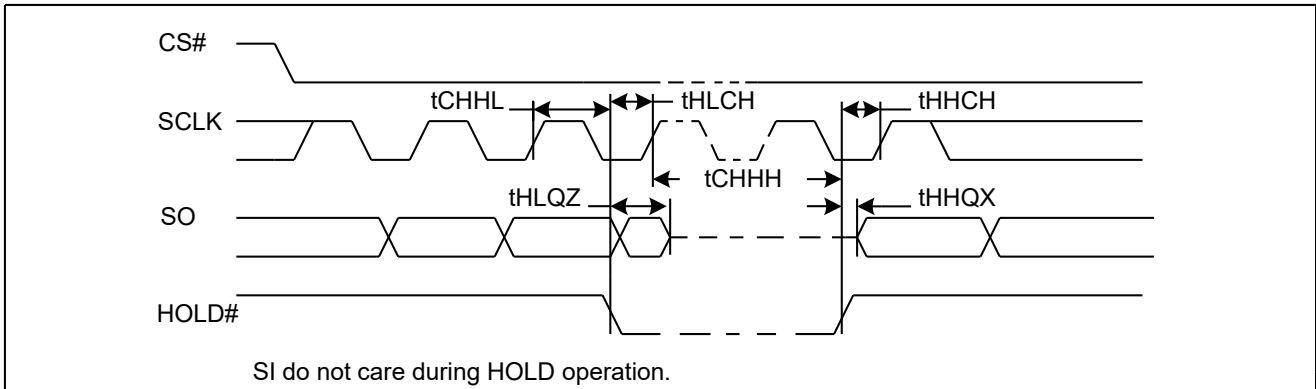 CS#
tCHHL
tHLCH
tHHCH
SCLK
tCHHH
tHLQZ
tHHQX
SO
HOLD#
SI do not care during HOLD operation.